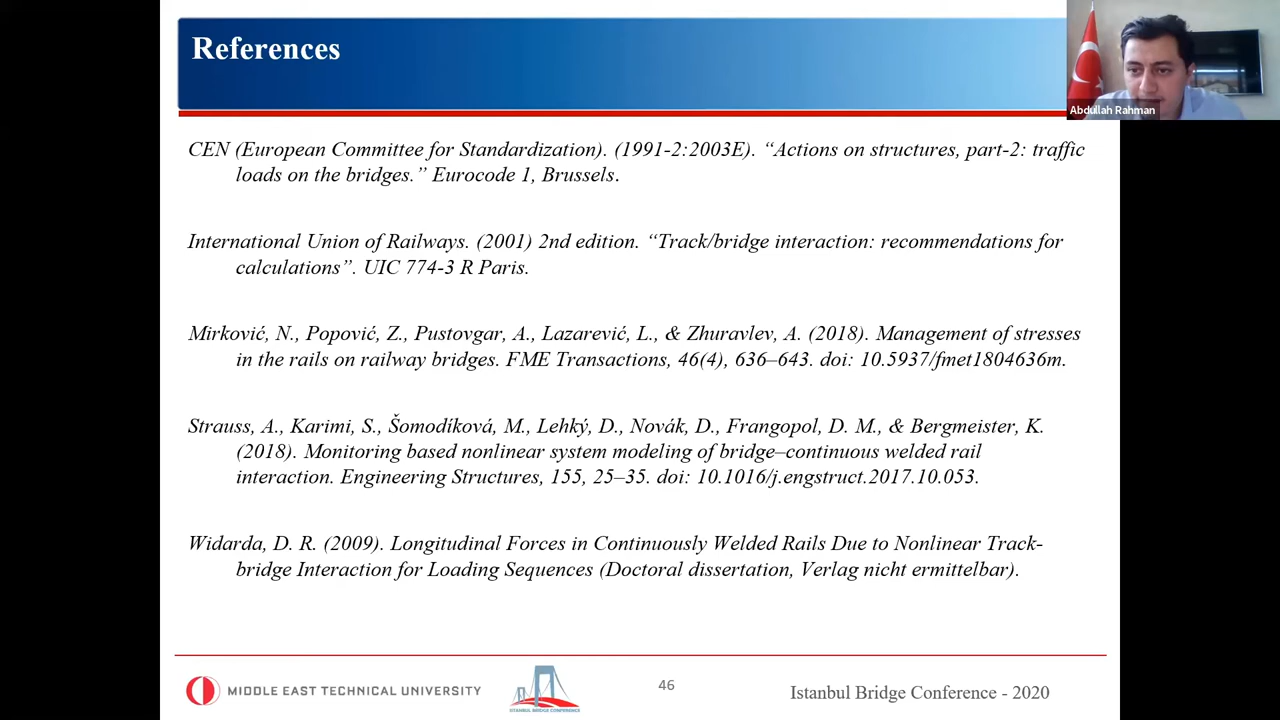 References
Abdullah Rahman
CEN (European Committee for Standardization). (1991-2:2003E). “Actions on structures, part-2: traffic
loads on the bridges.” Eurocode 1, Brussels.
International Union of Railways. (2001) 2nd edition. “Track/bridge interaction: recommendations for
calculations”. UIC 774-3 R Paris.
Mirković, N., Popović, Z., Pustovgar, A., Lazarević, L., & Zhuravlev, A. (2018). Management of stresses
in the rails on railway bridges. FME Transactions, 46(4), 636–643. doi: 10.5937/fmet1804636m.
Strauss, A., Karimi, S., Šomodíková, M., Lehký, D., Novák, D., Frangopol, D. M., & Bergmeister, K.
(2018). Monitoring based nonlinear system modeling of bridge–continuous welded rail
interaction. Engineering Structures, 155, 25–35. doi: 10.1016/j.engstruct.2017.10.053.
Widarda, D. R. (2009). Longitudinal Forces in Continuously Welded Rails Due to Nonlinear Track-
bridge Interaction for Loading Sequences (Doctoral dissertation, Verlag nicht ermittelbar).
MIDDLE EAST TECHNICAL UNIVERSITY
ISTANBUL BRIDGE CONFERENCE
46
Istanbul Bridge Conference - 2020